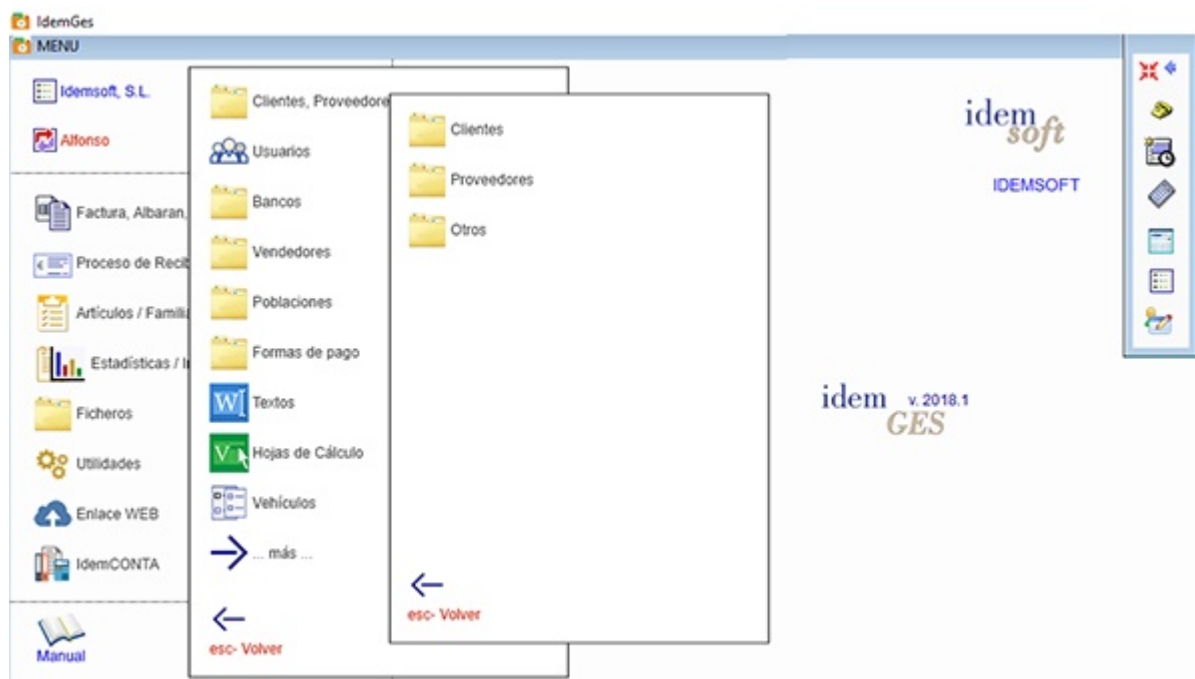 IdemGes
MENU
Idemsoft, S.L.
Alfonso
Factura, Albaran,
Proceso de Recib
Artículos / Famili
Estadísticas / I
Ficheros
Utilidades
Enlace WEB
IdemCONTA
Manual
Clientes, Proveedore
Usuarios
Bancos
Vendedores
Poblaciones
Formas de pago
Textos
Hojas de Cálculo
Vehículos
... más ...
esc- Volver
Clientes
Proveedores
Otros
esc- Volver
idem
soft
IDEMSOFT
idem v. 2018.1
GES